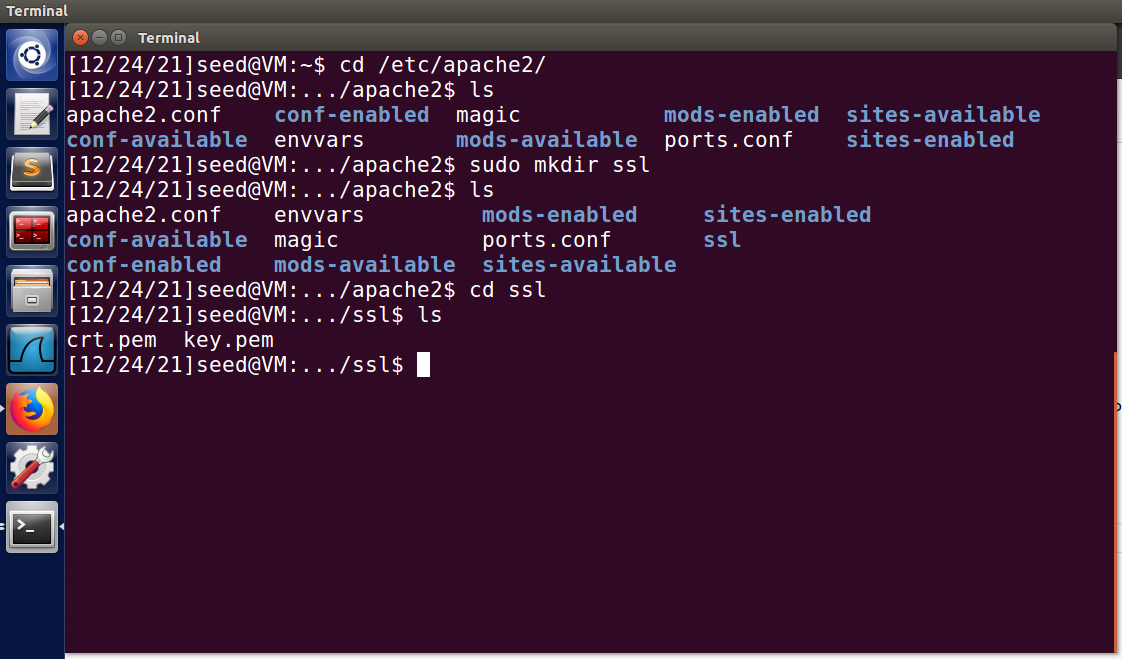 Terminal
Terminal
[12/24/21]seed@VM:~$ cd /etc/apache2/
[12/24/21]seed@VM:.../apache2$ ls
apache2.conf    conf-enabled  magic           mods-enabled  sites-available
conf-available  envvars       mods-available  ports.conf    sites-enabled
[12/24/21]seed@VM:.../apache2$ sudo mkdir ssl
[12/24/21]seed@VM:.../apache2$ ls
apache2.conf    envvars         mods-enabled     sites-enabled
conf-available  magic           ports.conf       ssl
conf-enabled    mods-available  sites-available
[12/24/21]seed@VM:.../apache2$ cd ssl
[12/24/21]seed@VM:.../ssl$ ls
crt.pem  key.pem
[12/24/21]seed@VM:.../ssl$